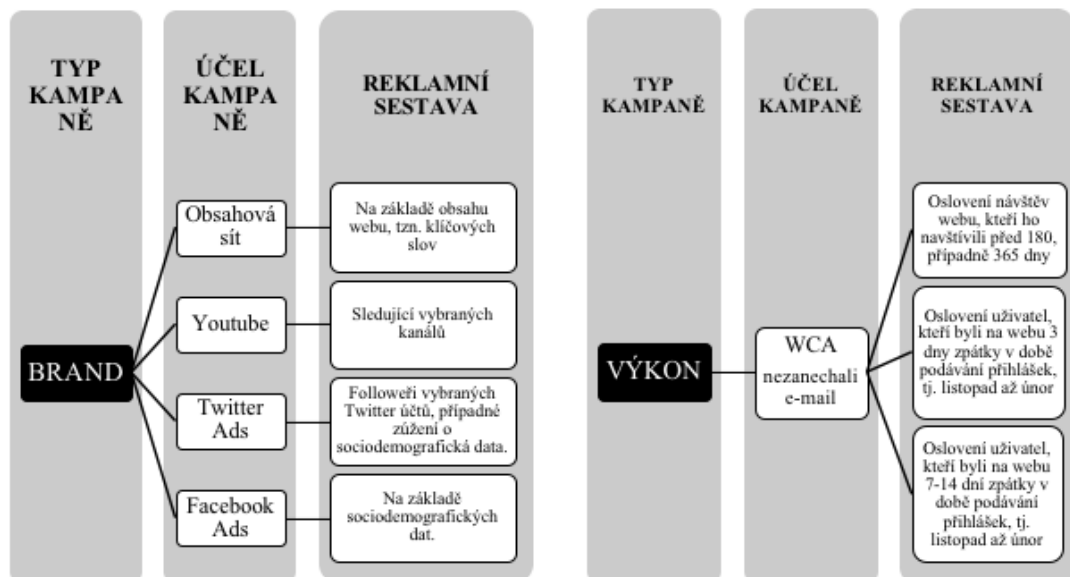 TYP
KAMPA
NĚ
ÚČEL
KAMPA
NĚ
REKLAMNÍ
SESTAVA
BRAND
Obsahová
sít
Na základě obsahu
webu, tzn. klíčových
slov
Youtube
Sledující vybraných
kanálů
Twitter
Ads
Followeři vybraných
Twitter účtů, případné
zúžení o
sociodemografická data.
Facebook
Ads
Na základě
sociodemografických
dat.
TYP
KAMPANĚ
ÚČEL
KAMPANĚ
REKLAMNÍ
SESTAVA
VÝKON
WCA
nezanechali
e-mail
Oslovení návštěv
webu, kteří ho
navštívili před 180,
případně 365 dny
Oslovení uživatel,
kteří byli na webu 3
dny zpátky v době
podávání přihlášek,
tj. listopad až únor
Oslovení uživatel,
kteří byli na webu
7-14 dní zpátky v
době podávání
přihlášek, tj.
listopad až únor